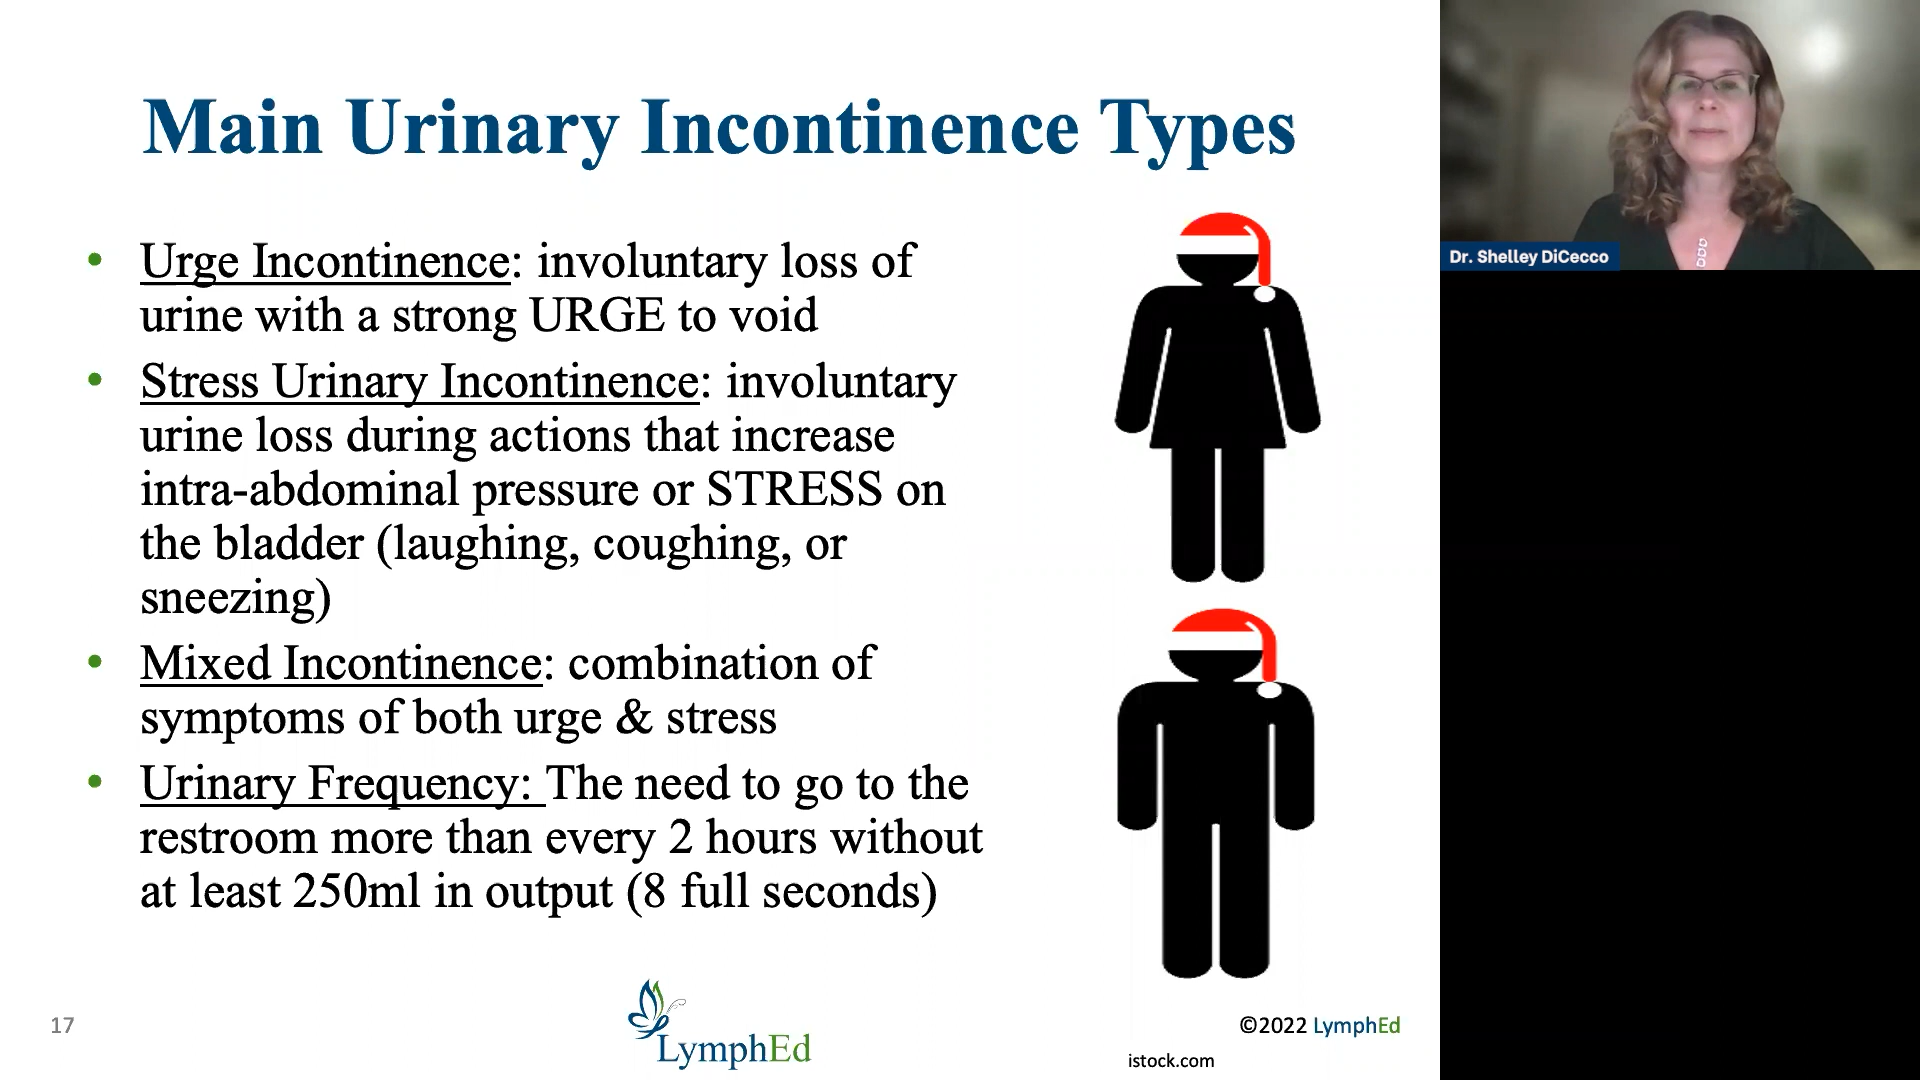 Main Urinary Incontinence Types
• Urge Incontinence: involuntary loss of
urine with a strong URGE to void
• Stress Urinary Incontinence: involuntary
urine loss during actions that increase
intra-abdominal pressure or STRESS on
the bladder (laughing, coughing, or
sneezing)
• Mixed Incontinence: combination of
symptoms of both urge & stress
• Urinary Frequency: The need to go to the
restroom more than every 2 hours without
at least 250ml in output (8 full seconds)
17
LymphEd
©2022 LymphEd
istock.com
Dr. Shelley DiCecco